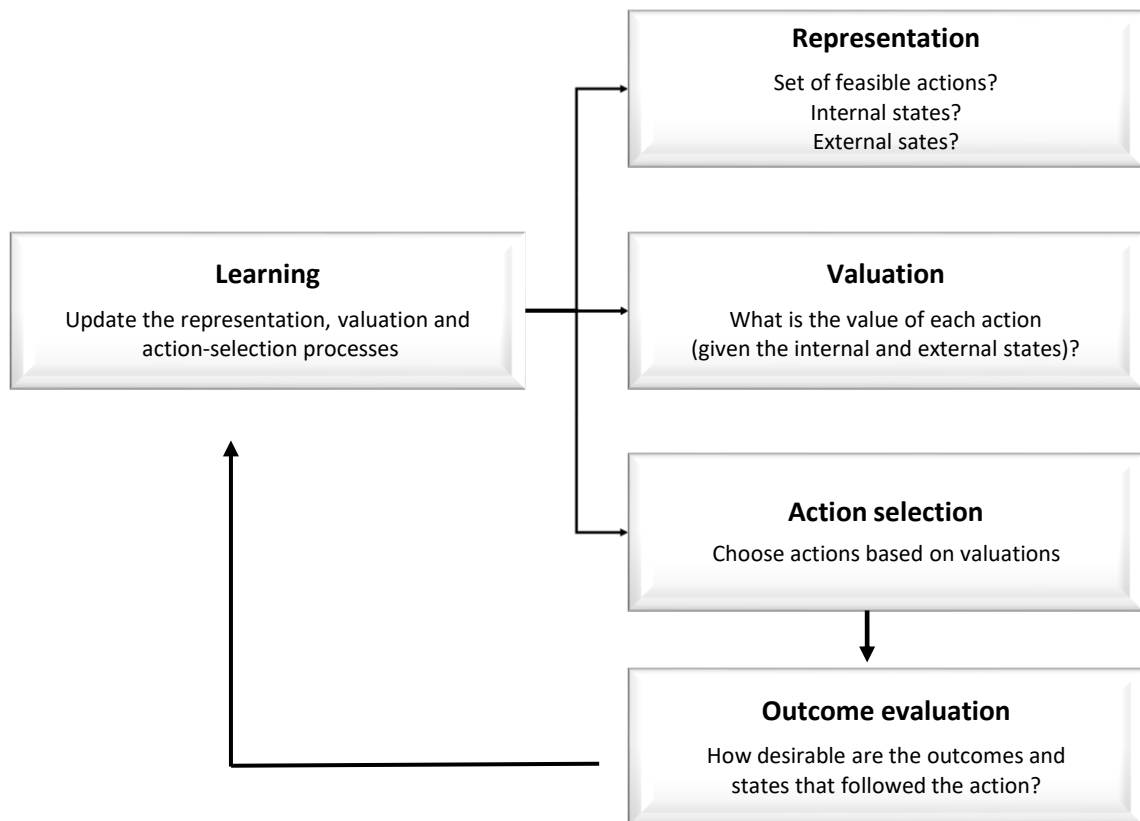 Representation
Set of feasible actions?
Internal states?
External sates?
Learning
Update the representation, valuation and
action-selection processes
Valuation
What is the value of each action
(given the internal and external states)?
Action selection
Choose actions based on valuations
Outcome evaluation
How desirable are the outcomes and
states that followed the action?